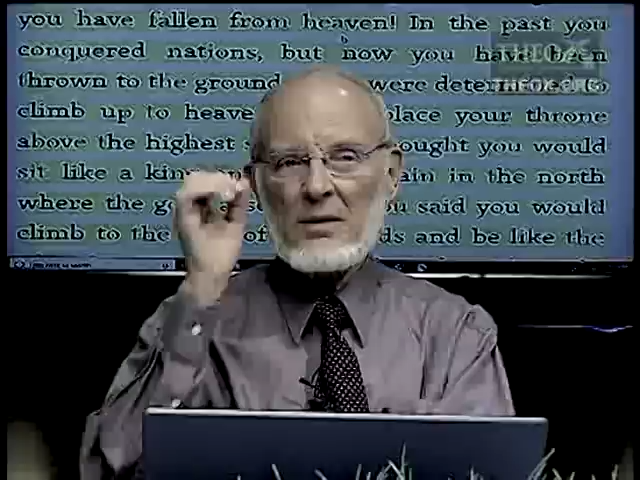 you have fallen from heaven! In the past you
conquered nations, but now you have been
thrown to the ground were determined to
climb up to heave place your throne
above the highest s ought you would
sit like a kin ain in the north
where the g u said you would
climb to the of ds and be like the